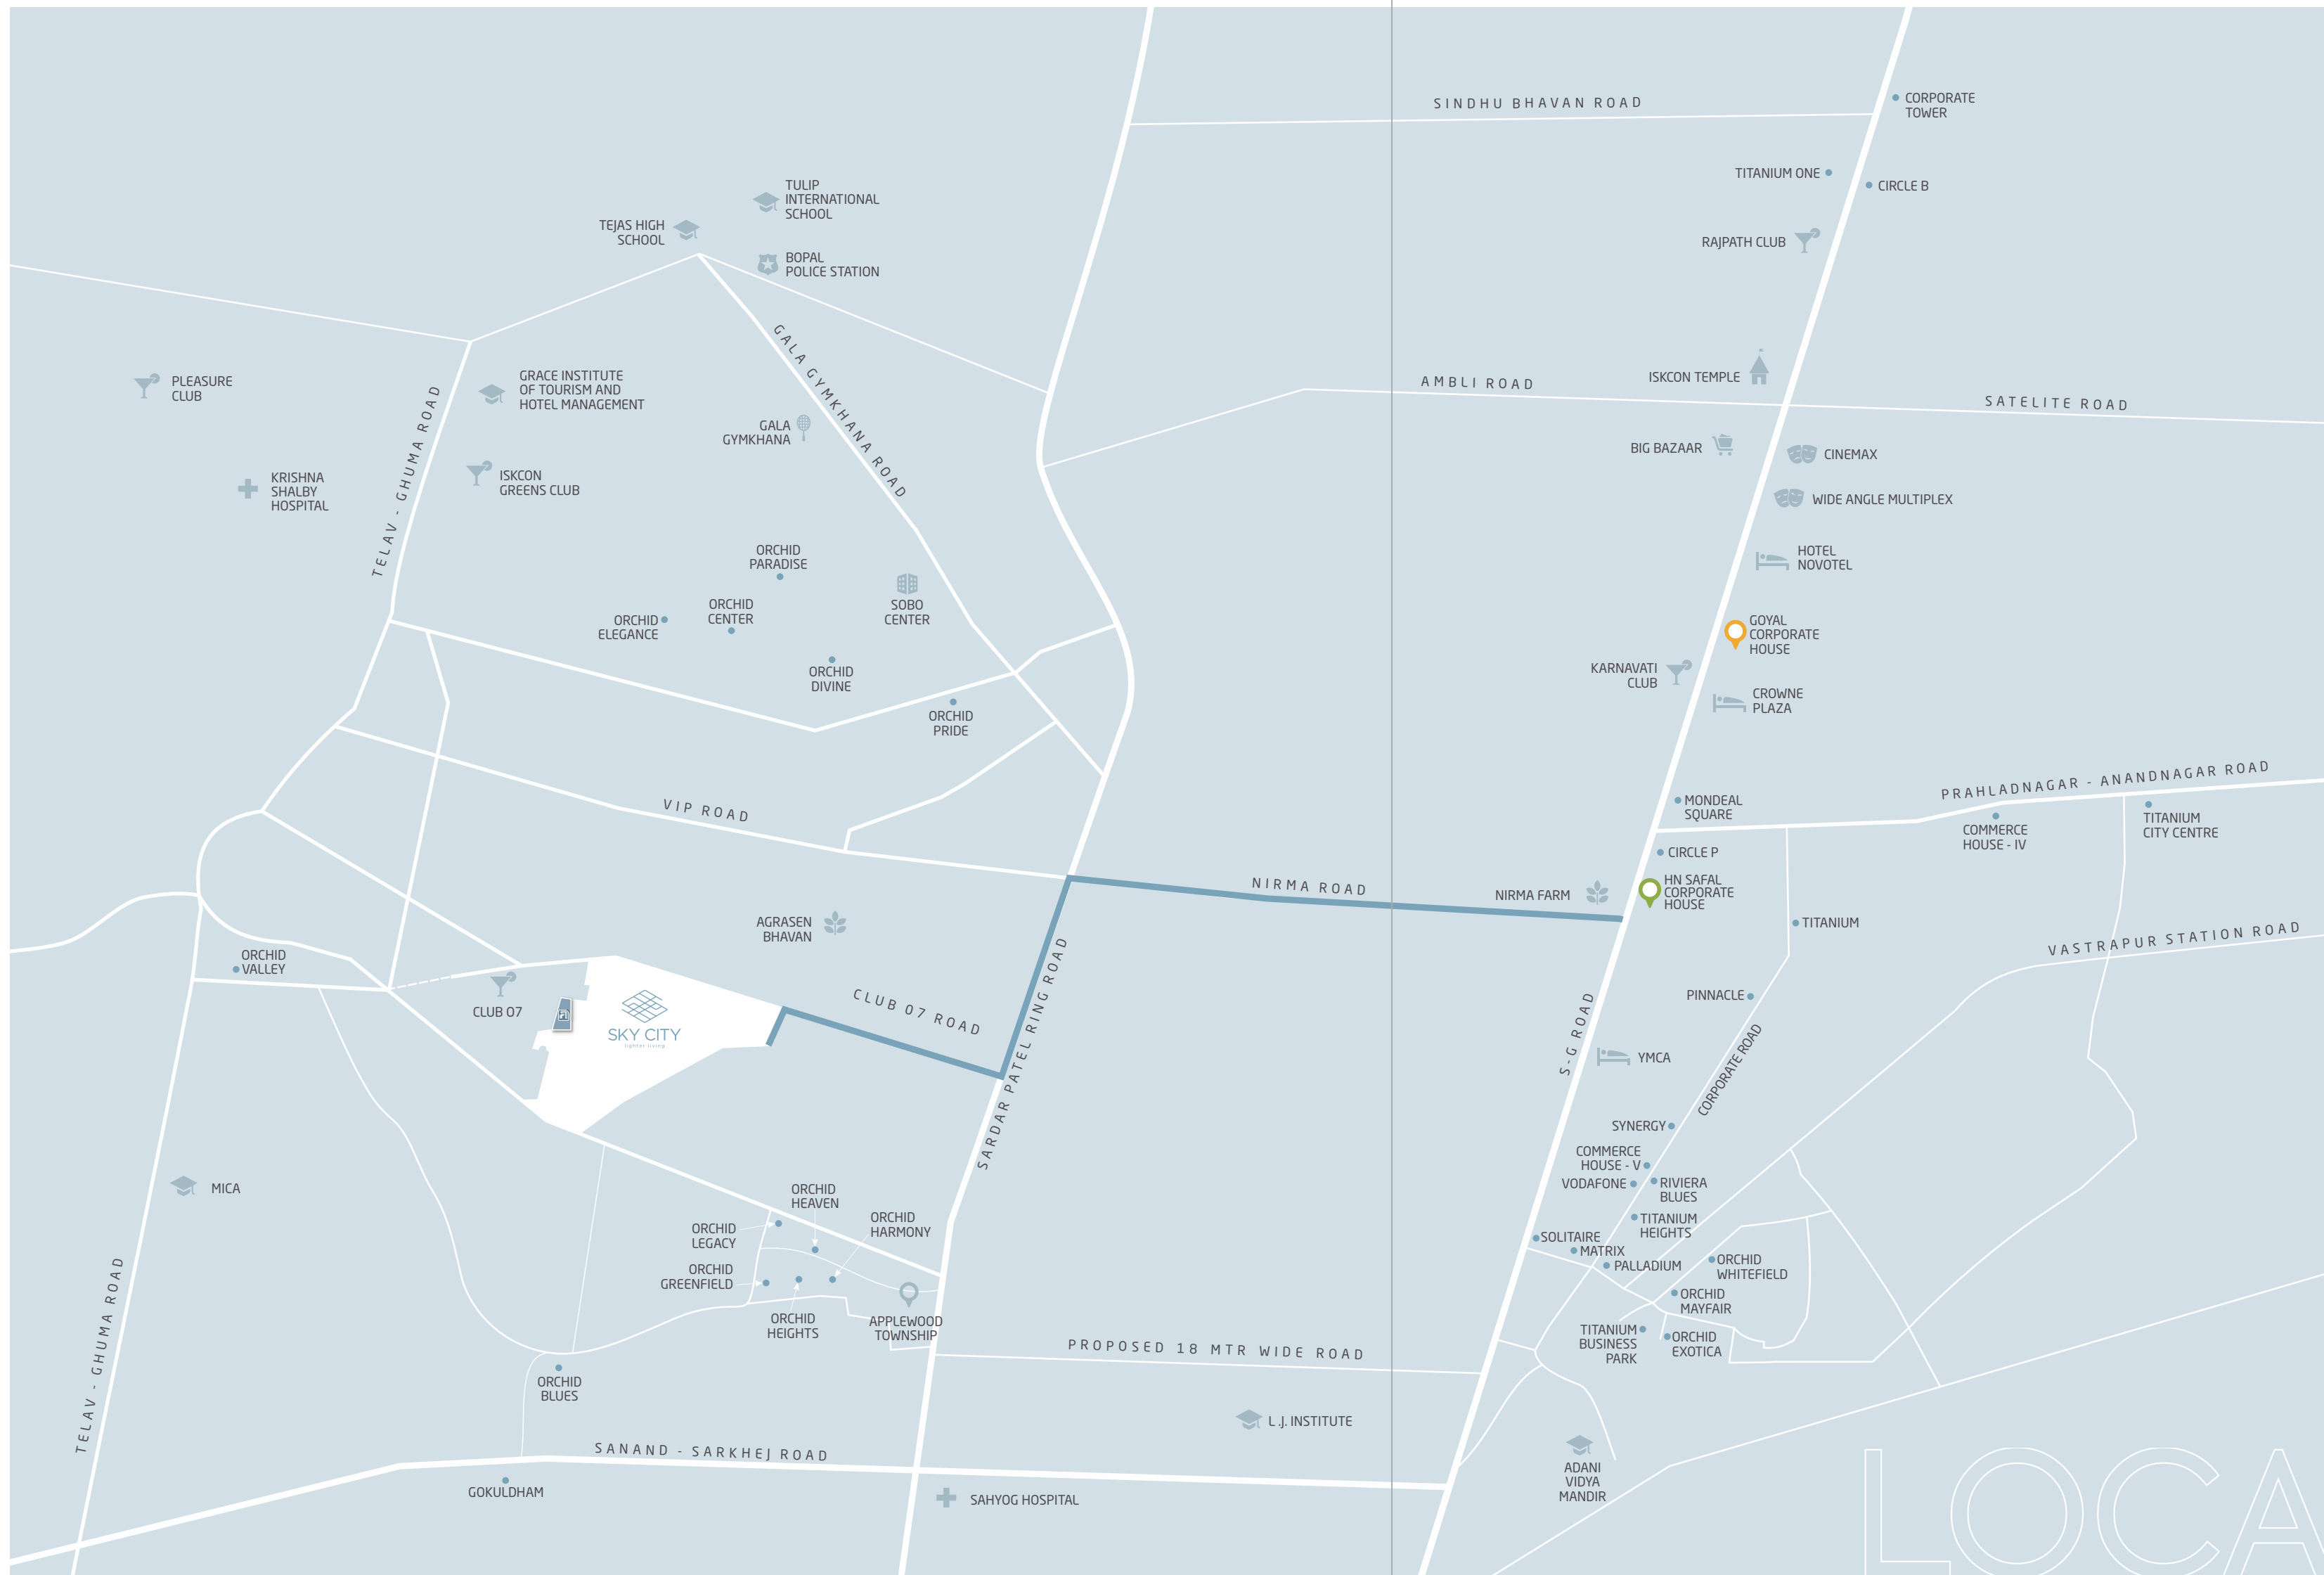 SINDHU BHAVAN ROAD
CORPORATE
TOWER
TITANIUM ONE
CIRCLE B
RAJPATH CLUB
TULIP
INTERNATIONAL
SCHOOL
TEJAS HIGH
SCHOOL
BOPAL
POLICE STATION
GALA GYMKHANA ROAD
PLEASURE
CLUB
TELAV - GHUMA ROAD
GRACE INSTITUTE
OF TOURISM AND
HOTEL MANAGEMENT
GALA
GYMKHANA
KRISHNA
SHALBY
HOSPITAL
ISKCON
GREENS CLUB
ISKCON TEMPLE
AMBLI ROAD
SATELITE ROAD
BIG BAZAAR
CINEMAX
WIDE ANGLE MULTIPLEX
HOTEL
NOVOTEL
ORCHID
PARADISE
ORCHID
CENTER
ORCHID
ELEGANCE
SOBO
CENTER
ORCHID
DIVINE
ORCHID
PRIDE
GOYAL
CORPORATE
HOUSE
KARNAVATI
CLUB
CROWNE
PLAZA
VIP ROAD
MONDEAL
SQUARE
PRAHLADNAGAR - ANANDNAGAR ROAD
COMMERCE
HOUSE - IV
TITANIUM
CITY CENTRE
CIRCLE P
NIRMA ROAD
NIRMA FARM
HN SAFAL
CORPORATE
HOUSE
TITANIUM
VASTRAPUR STATION ROAD
AGRASEN
BHAVAN
ORCHID
VALLEY
CLUB 07
SKY CITY
lighter living
CLUB 07 ROAD
SARDAR PATEL RING ROAD
S-G ROAD
PINNACLE
YMCA
CORPORATE ROAD
SYNERGY
COMMERCE
HOUSE - V
VODAFONE
RIVIERA
BLUES
TITANIUM
HEIGHTS
SOLITAIRE
MATRIX
PALLADIUM
ORCHID
WHITEFIELD
ORCHID
MAYFAIR
TITANIUM
BUSINESS
PARK
ORCHID
EXOTICA
MICA
ORCHID
HEAVEN
ORCHID
HARMONY
ORCHID
LEGACY
ORCHID
GREENFIELD
ORCHID
HEIGHTS
APPLEWOOD
TOWNSHIP
PROPOSED 18 MTR WIDE ROAD
TELAV - GHUMA ROAD
ORCHID
BLUES
L .J. INSTITUTE
SANAND - SARKHEJ ROAD
GOKULDHAM
SAHYOG HOSPITAL
ADANI
VIDYA
MANDIR
LOCA